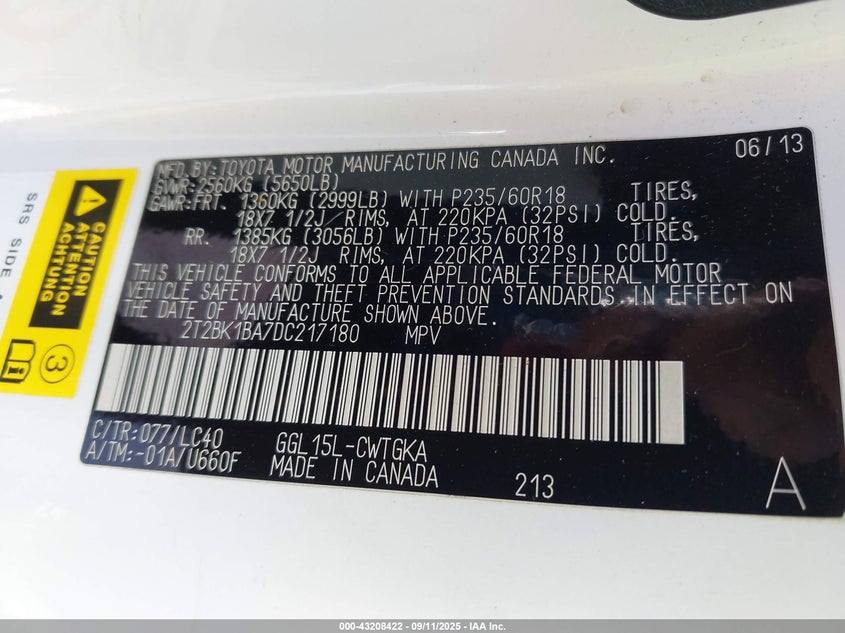 MFD.BY:TOYOTA MOTOR MANUFACTURING CANADA INC. 06/13
GVWR:2560KG (5650LB)
GAWR:FRT. 1360KG (2999LB) WITH P235/60R18 TIRES,
18X7 1/2J RIMS, AT 220KPA (32PSI) COLD.
RR. 1385KG (3056LB) WITH P235/60R18 TIRES,
18X7 1/2J RIMS, AT 220KPA (32PSI) COLD.
THIS VEHICLE CONFORMS TO ALL APPLICABLE FEDERAL MOTOR
VEHICLE SAFETY AND THEFT PREVENTION STANDARDS IN EFFECT ON
THE DATE OF MANUFACTURE SHOWN ABOVE.
2T2BK1BA7DC217180 MPV
C/TR:077/LC40 GGL15L-CWTGKA
A/TM:-01A/U660F MADE IN CANADA 213 A
CAUTION
ATTENTION
ACHTUNG
3
SRS SIDE
000-43208422 - 09/11/2025 - IAA Inc.